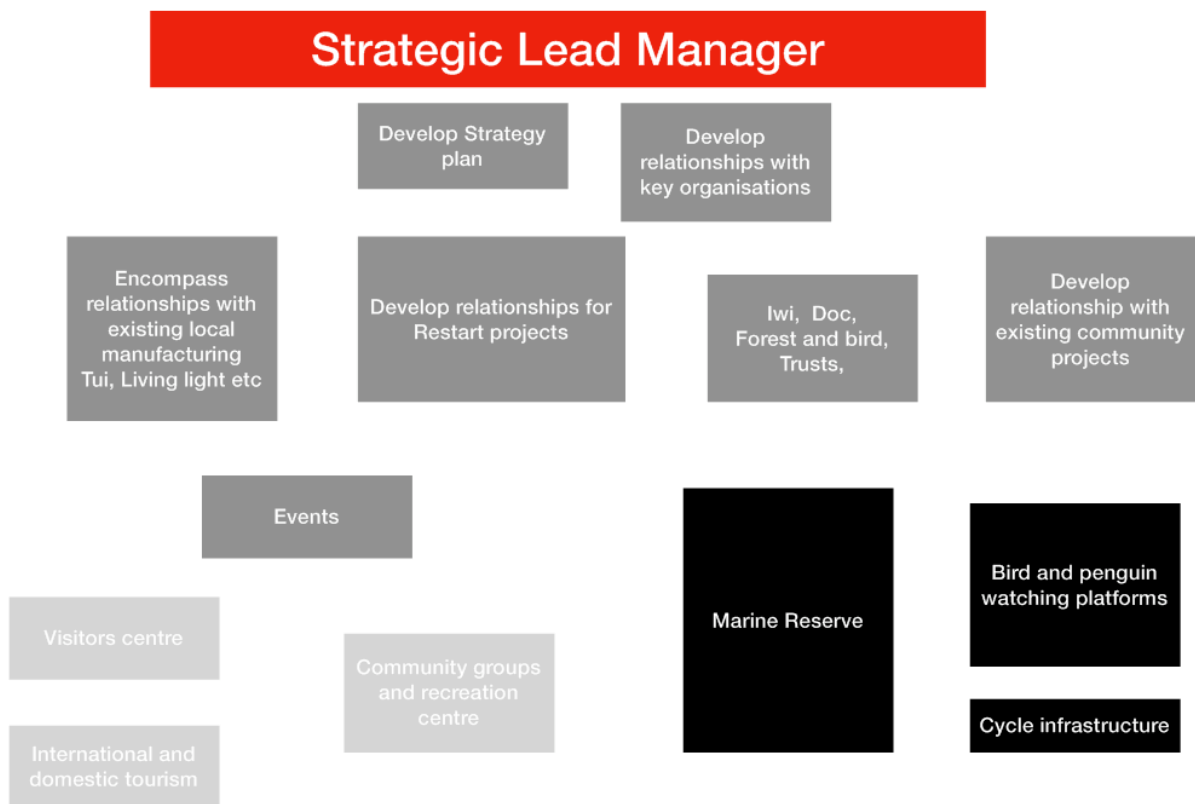 Strategic Lead Manager
Develop Strategy
plan
Develop
relationships with
key organisations
Encompass
relationships with
existing local
manufacturing
Tui, Living light etc
Develop relationships for
Restart projects
Iwi, Doc,
Forest and bird,
Trusts,
Develop
relationship with
existing community
projects
Events
Marine Reserve
Bird and penguin
watching platforms
Visitors centre
Community groups
and recreation
centre
Cycle infrastructure
International and
domestic tourism